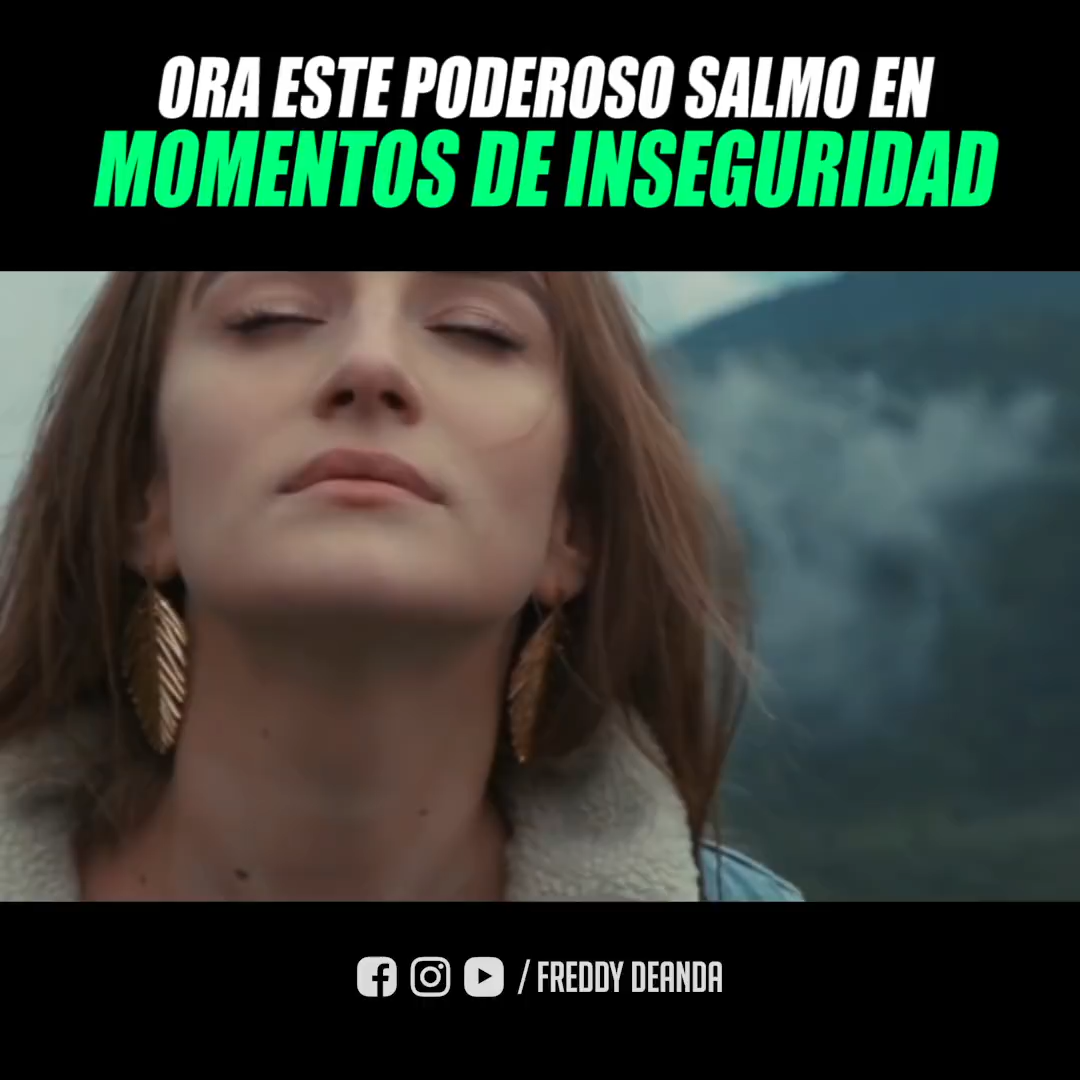 ORA ESTE PODEROSO SALMO EN
MOMENTOS DE INSEGURIDAD
/ FREDDY DEANDA